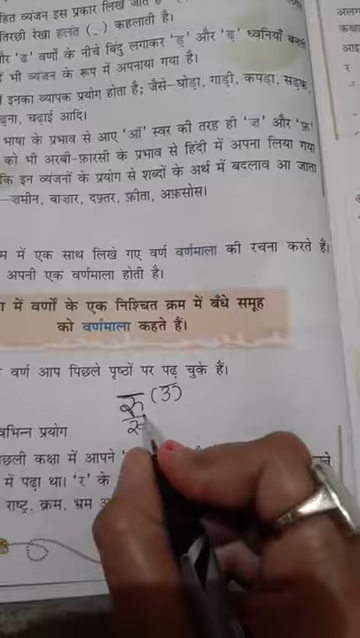 हित व्यंजन इस प्रकार लिखे जाते
तिरछी रेखा हलंत (्) कहलाती है।
और 'ढ' वर्णों के नीचे बिंदु लगाकर 'ड़' और 'ढ़' ध्वनियाँ
भी व्यंजन के रूप में अपनाया गया है।
इनका व्यापक प्रयोग होता है; जैसे—घोड़ा, गाड़ी, कपड़ा, सड़क,
ढ़ना, चढ़ाई आदि।
भाषा के प्रभाव से आए 'ऑ' स्वर की तरह ही 'ज़' और 'फ़'
को भी अरबी-फ़ारसी के प्रभाव से हिंदी में अपना लिया गया
कि इन व्यंजनों के प्रयोग से शब्दों के अर्थ में बदलाव आ जाता
—ज़मीन, बाज़ार, दफ़्तर, फ़ीता, अफ़सोस।
म में एक साथ लिखे गए वर्ण वर्णमाला की रचना करते हैं।
अपनी एक वर्णमाला होती है।
में वर्णों के एक निश्चित क्रम में बँधे समूह
को वर्णमाला कहते हैं।
वर्ण आप पिछले पृष्ठों पर पढ़ चुके हैं।
रु (उ)
विभिन्न प्रयोग
छली कक्षा में आपने
में पढ़ा था। 'र' के
राष्ट्र, क्रम, भ्रम